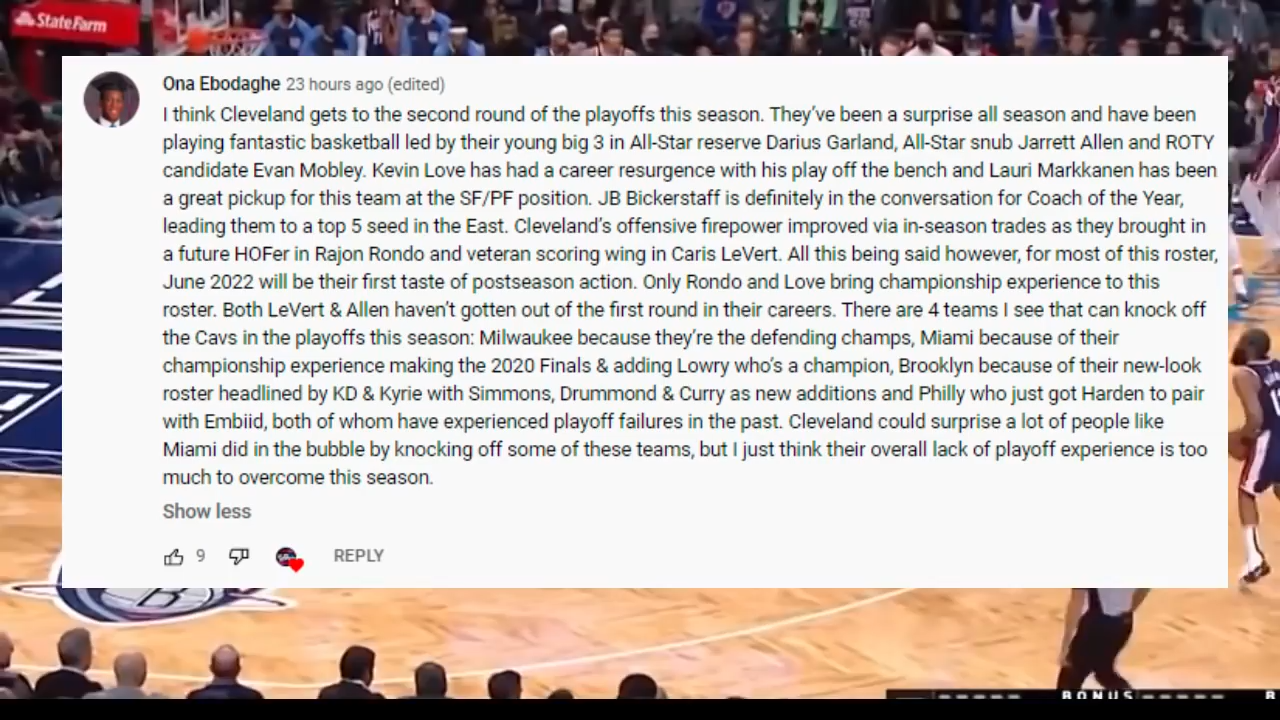 StateFarm
Ona Ebodaghe 23 hours ago (edited)
I think Cleveland gets to the second round of the playoffs this season. They've been a surprise all season and have been
playing fantastic basketball led by their young big 3 in All-Star reserve Darius Garland, All-Star snub Jarrett Allen and ROTY
candidate Evan Mobley. Kevin Love has had a career resurgence with his play off the bench and Lauri Markkanen has been
a great pickup for this team at the SF/PF position. JB Bickerstaff is definitely in the conversation for Coach of the Year,
leading them to a top 5 seed in the East. Cleveland's offensive firepower improved via in-season trades as they brought in
a future HOFer in Rajon Rondo and veteran scoring wing in Caris LeVert. All this being said however, for most of this roster,
June 2022 will be their first taste of postseason action. Only Rondo and Love bring championship experience to this
roster. Both LeVert & Allen haven't gotten out of the first round in their careers. There are 4 teams I see that can knock off
the Cavs in the playoffs this season: Milwaukee because they're the defending champs, Miami because of their
championship experience making the 2020 Finals & adding Lowry who's a champion, Brooklyn because of their new-look
roster headlined by KD & Kyrie with Simmons, Drummond & Curry as new additions and Philly who just got Harden to pair
with Embiid, both of whom have experienced playoff failures in the past. Cleveland could surprise a lot of people like
Miami did in the bubble by knocking off some of these teams, but I just think their overall lack of playoff experience is too
much to overcome this season.
Show less
9 REPLY
B
BONUS